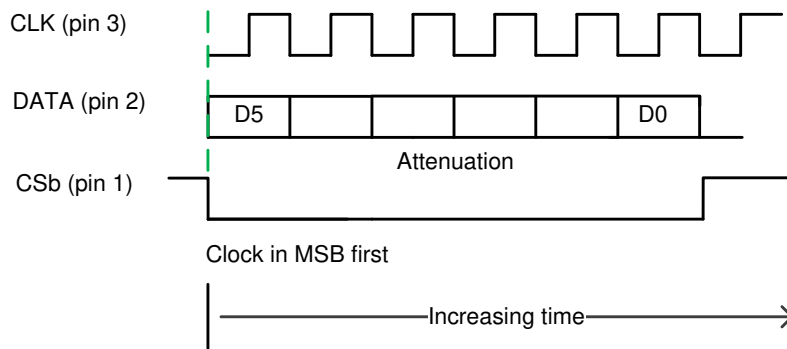 CLK (pin 3)
DATA (pin 2)
D5
D0
Attenuation
CSb (pin 1)
Clock in MSB first
Increasing time